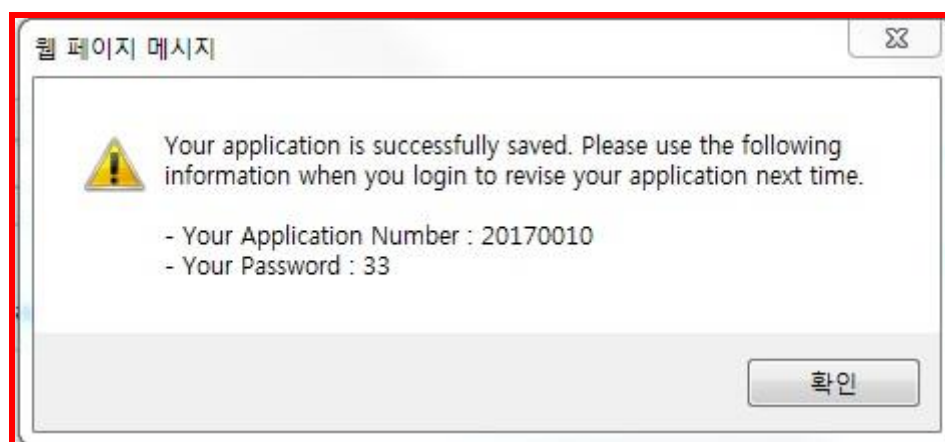 웹 페이지 메시지
Your application is successfully saved. Please use the following
information when you login to revise your application next time.
- Your Application Number : 20170010
- Your Password : 33
확인